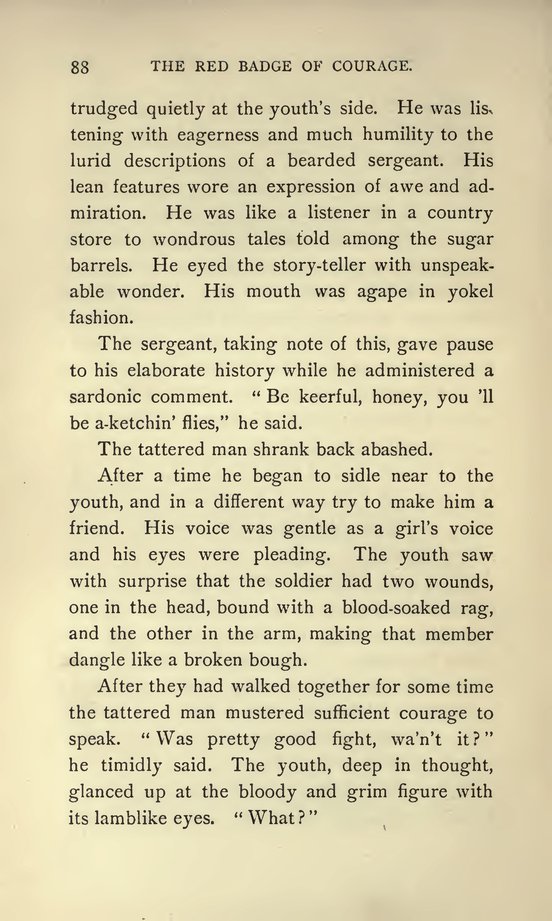 88 THE RED BADGE OF COURAGE.
trudged quietly at the youth's side. He was lis-
tening with eagerness and much humility to the
lurid descriptions of a bearded sergeant. His
lean features wore an expression of awe and ad-
miration. He was like a listener in a country
store to wondrous tales told among the sugar
barrels. He eyed the story-teller with unspeak-
able wonder. His mouth was agape in yokel
fashion.
The sergeant, taking note of this, gave pause
to his elaborate history while he administered a
sardonic comment. “ Be keerful, honey, you 'll
be a-ketchin' flies,” he said.
The tattered man shrank back abashed.
After a time he began to sidle near to the
youth, and in a different way try to make him a
friend. His voice was gentle as a girl's voice
and his eyes were pleading. The youth saw
with surprise that the soldier had two wounds,
one in the head, bound with a blood-soaked rag,
and the other in the arm, making that member
dangle like a broken bough.
After they had walked together for some time
the tattered man mustered sufficient courage to
speak. “ Was pretty good fight, wa'n't it ? ”
he timidly said. The youth, deep in thought,
glanced up at the bloody and grim figure with
its lamblike eyes. “ What ? ”